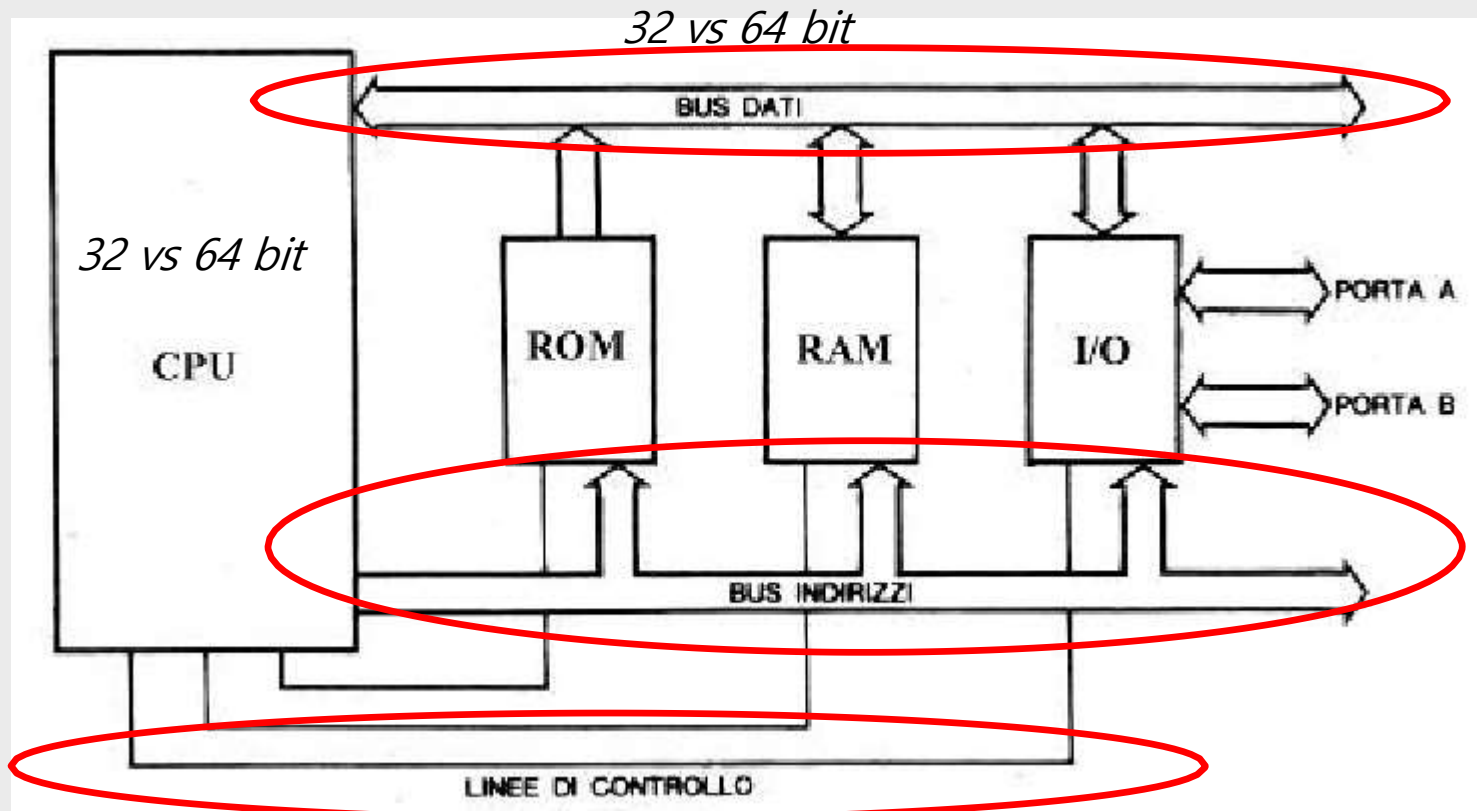 32 vs 64 bit
BUS DATI
32 vs 64 bit
CPU
ROM
RAM
I/O
PORTA A
PORTA B
BUS INDIRIZZI
LINEE DI CONTROLLO